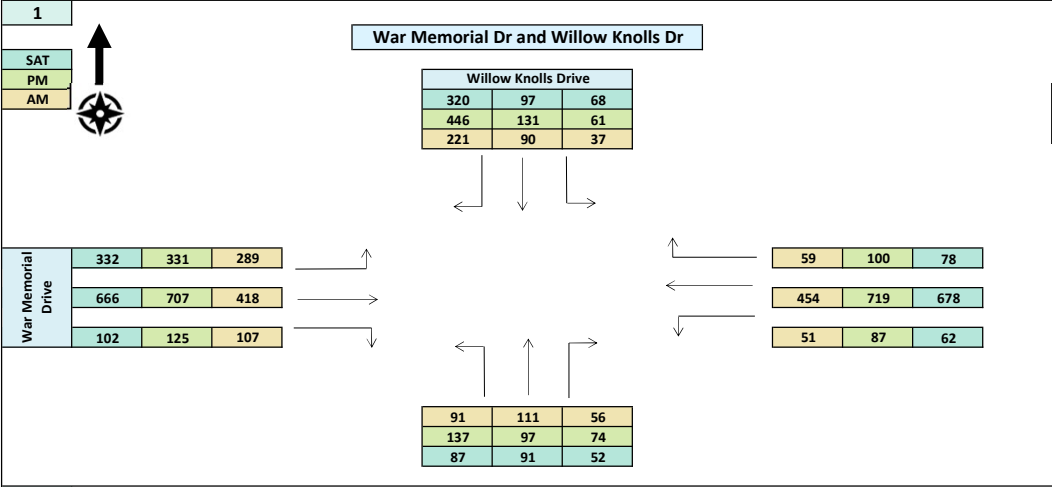 1
War Memorial Dr and Willow Knolls Dr
SAT
PM
AM
Willow Knolls Drive
320 97 68
446 131 61
221 90 37
War Memorial
Drive
332 331 289
666 707 418
102 125 107
59 100 78
454 719 678
51 87 62
91 111 56
137 97 74
87 91 52